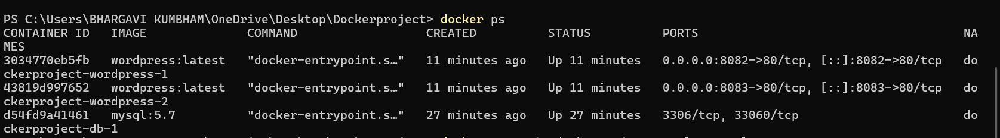 PS C:\Users\BHARGAVI KUMBHAM\OneDrive\Desktop\Dockerproject> docker ps
CONTAINER ID   IMAGE              COMMAND                  CREATED          STATUS          PORTS                                     NA
MES
3034770eb5fb   wordpress:latest   "docker-entrypoint.s…"   11 minutes ago   Up 11 minutes   0.0.0.0:8082->80/tcp, [::]:8082->80/tcp   do
ckerproject-wordpress-1
43819d997652   wordpress:latest   "docker-entrypoint.s…"   11 minutes ago   Up 11 minutes   0.0.0.0:8083->80/tcp, [::]:8083->80/tcp   do
ckerproject-wordpress-2
d54fd9a41461   mysql:5.7          "docker-entrypoint.s…"   27 minutes ago   Up 27 minutes   3306/tcp, 33060/tcp                       do
ckerproject-db-1